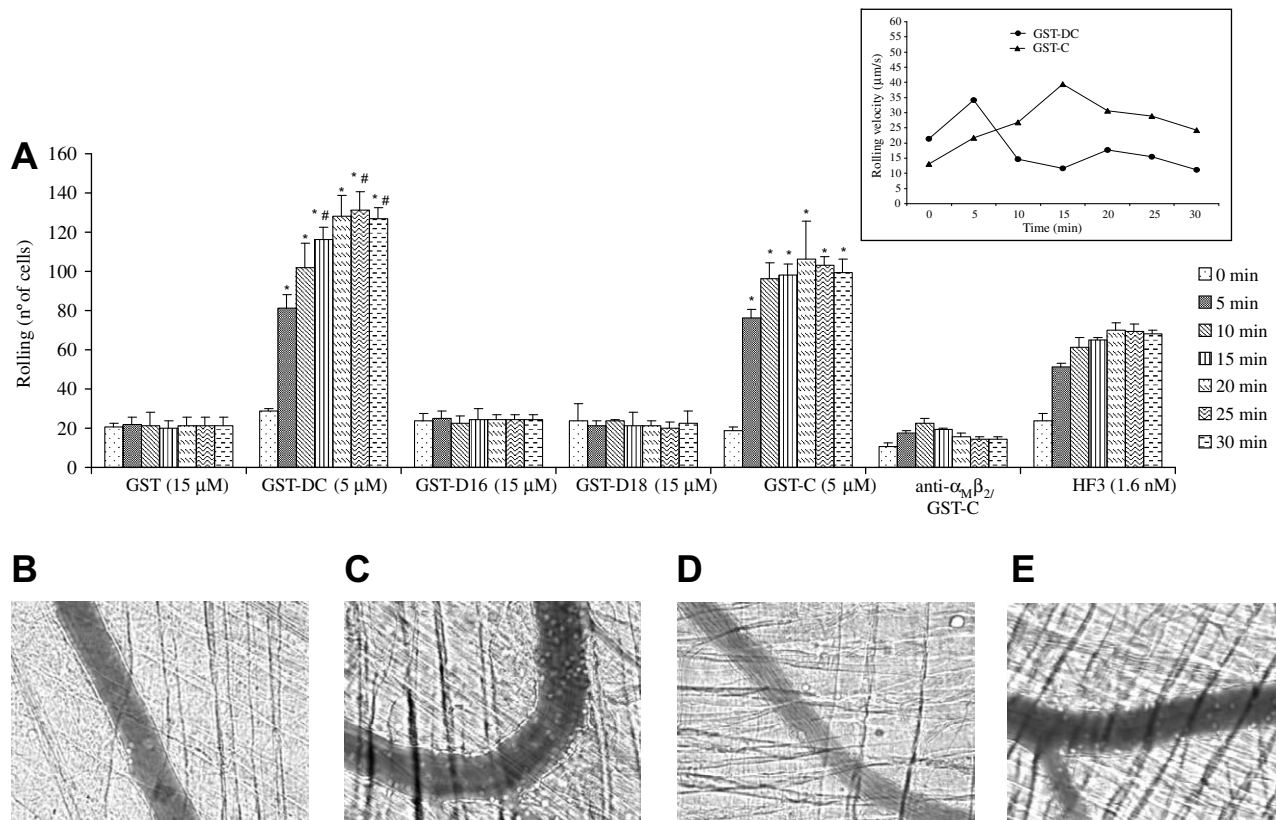 A
Rolling (nº of cells)
160
140
120
100
80
60
40
20
0
* * * # * * # * #
* * * * * *
GST (15 μM)
GST-DC (5 μM)
GST-D16 (15 μM)
GST-D18 (15 μM)
GST-C (5 μM)
anti-αMβ2/
GST-C
HF3 (1.6 nM)
Rolling velocity (μm/s)
60
55
50
45
40
35
30
25
20
15
10
5
0
GST-DC
GST-C
0 5 10 15 20 25 30
Time (min)
0 min
5 min
10 min
15 min
20 min
25 min
30 min
B
C
D
E